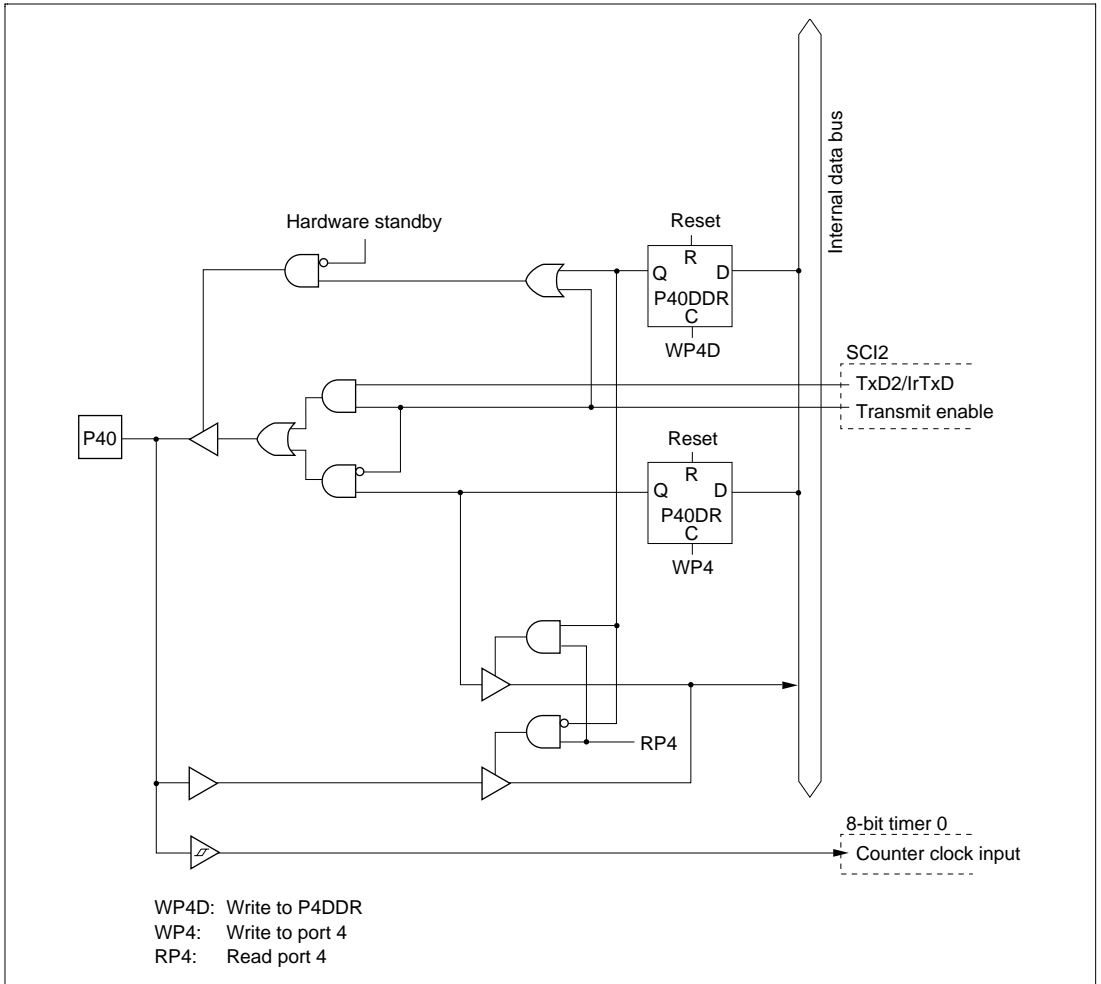 Internal data bus
Hardware standby
Reset
R
Q D
P40DDR
C
WP4D
SCI2
TxD2/IrTxD
Transmit enable
P40
Reset
R
Q D
P40DR
C
WP4
RP4
8-bit timer 0
Counter clock input
WP4D: Write to P4DDR
WP4: Write to port 4
RP4: Read port 4